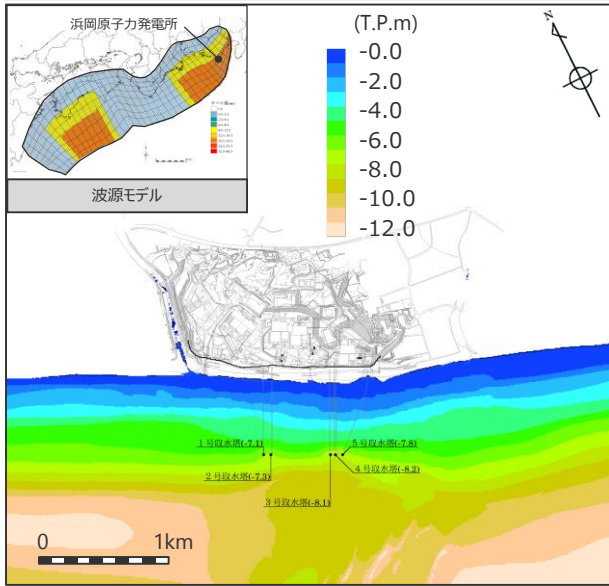 浜岡原子力発電所
波源モデル
(T.P.m)
-0.0
-2.0
-4.0
-6.0
-8.0
-10.0
-12.0
N
1号取水塔(-7.1)
5号取水塔(-7.8)
2号取水塔(-7.3)
4号取水塔(-8.2)
3号取水塔(-8.1)
0 1km